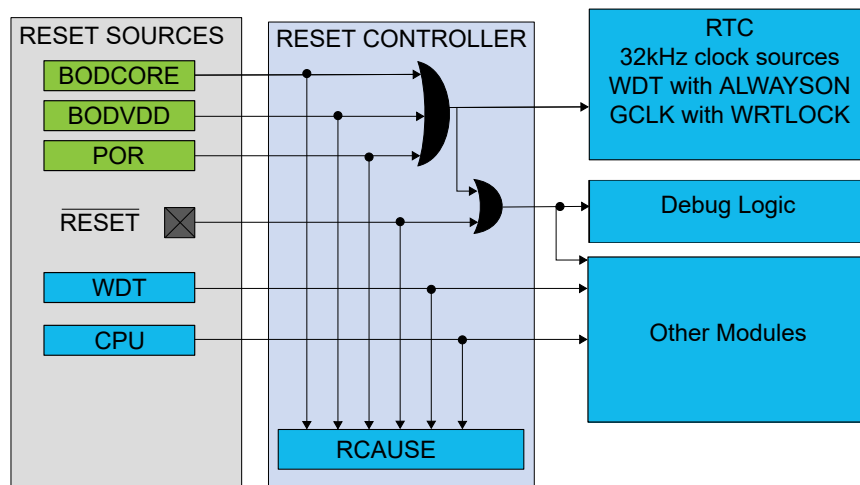 RESET SOURCES
BODCORE
BODVDD
POR
RESET
WDT
CPU
RESET CONTROLLER
RCAUSE
RTC
32kHz clock sources
WDT with ALWAYSON
GCLK with WRTLOCK
Debug Logic
Other Modules